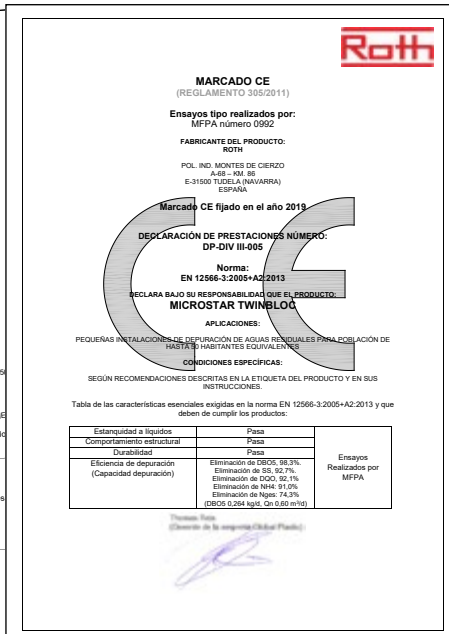 Roth
MARCADO CE
(REGLAMENTO 305/2011)
Ensayos tipo realizados por:
MFPA número 0992
FABRICANTE DEL PRODUCTO:
ROTH
POL. IND. MONTES DE CIERZO
A-68 – KM. 86
E-31500 TUDELA (NAVARRA)
ESPAÑA
Marcado CE fijado en el año 2019
DECLARACIÓN DE PRESTACIONES NÚMERO:
DP-DIV III-005
Norma:
EN 12566-3:2005+A2:2013
DECLARA BAJO SU RESPONSABILIDAD QUE EL PRODUCTO:
MICROSTAR TWINBLOC
APLICACIONES:
PEQUEÑAS INSTALACIONES DE DEPURACIÓN DE AGUAS RESIDUALES PARA POBLACIÓN DE
HASTA 50 HABITANTES EQUIVALENTES
CONDICIONES ESPECÍFICAS:
SEGÚN RECOMENDACIONES DESCRITAS EN LA ETIQUETA DEL PRODUCTO Y EN SUS
INSTRUCCIONES.
Tabla de las características esenciales exigidas en la norma EN 12566-3:2005+A2:2013 y que
deben de cumplir los productos:
Estanquidad a líquidos Pasa
Comportamiento estructural Pasa
Durabilidad Pasa
Eficiencia de depuración
(Capacidad depuración)
Eliminación de DBO5, 98,3%.
Eliminación de SS, 92,7%.
Eliminación de DQO, 92,1%
Eliminación de NH4: 91,0%
Eliminación de Nges: 74,3%
(DBO5 0,264 kg/d, Qn 0,60 m³/d)
Ensayos
Realizados por
MFPA
(Gerente de la empresa Global Plastic)